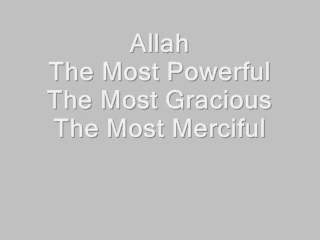 Allah
The Most Powerful
The Most Gracious
The Most Merciful